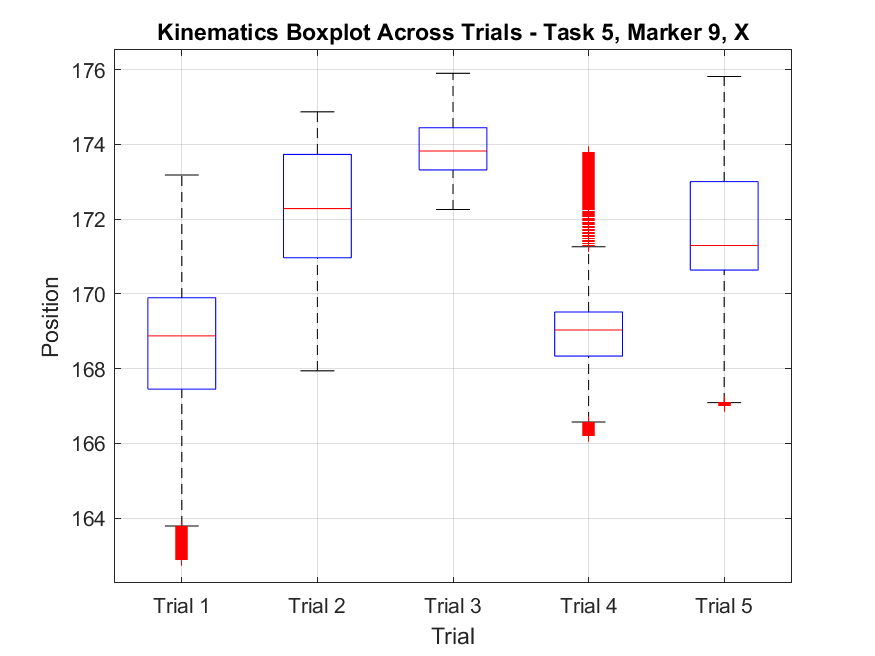 Kinematics Boxplot Across Trials - Task 5, Marker 9, X
176
174
172
170
168
166
164
Position
Trial 1 Trial 2 Trial 3 Trial 4 Trial 5
Trial